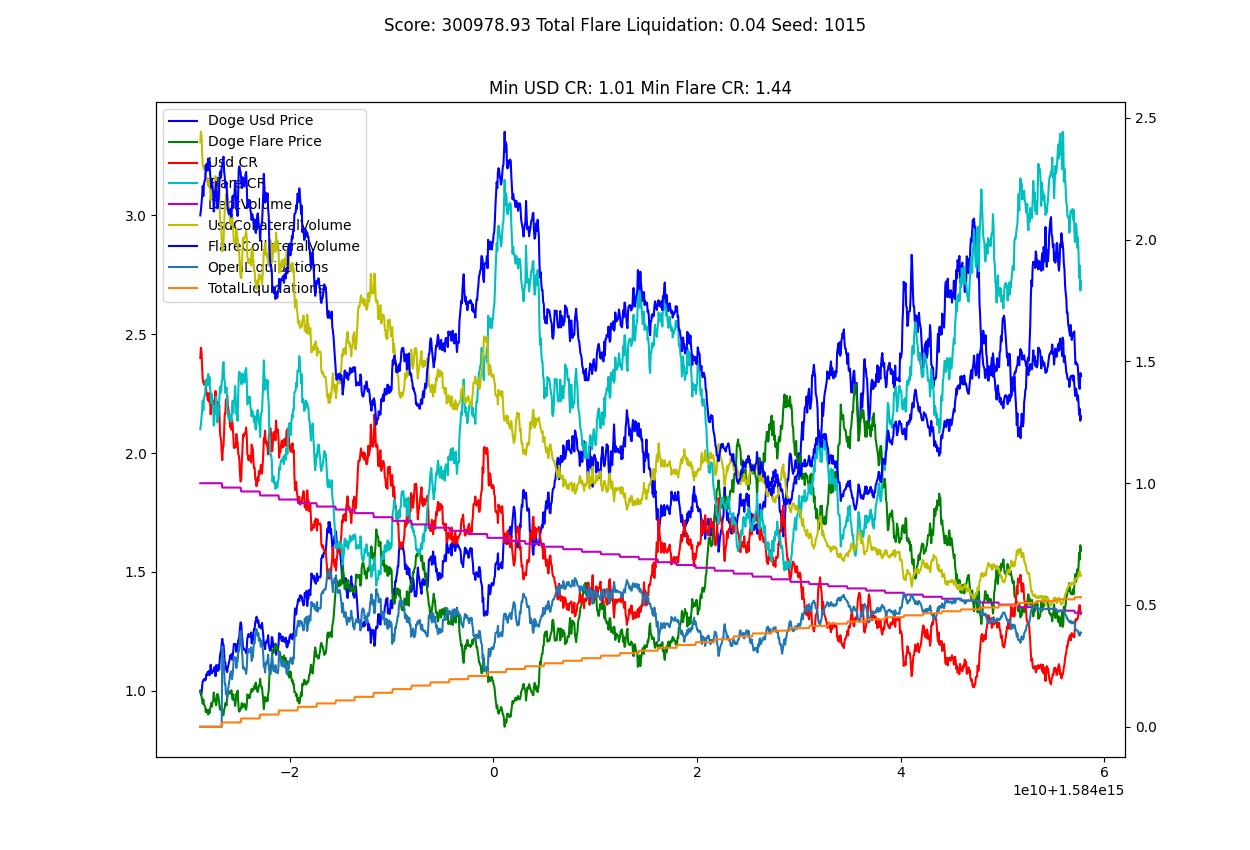 Score: 300978.93 Total Flare Liquidation: 0.04 Seed: 1015
Min USD CR: 1.01 Min Flare CR: 1.44
Doge Usd Price
Doge Flare Price
Usd CR
Flare CR
DebtVolume
UsdCollateralVolume
FlareCollateralVolume
OpenLiquidations
TotalLiquidations
3.0
2.5
2.0
1.5
1.0
2.5
2.0
1.5
1.0
0.5
0.0
−2 0 2 4 6
1e10+1.584e15